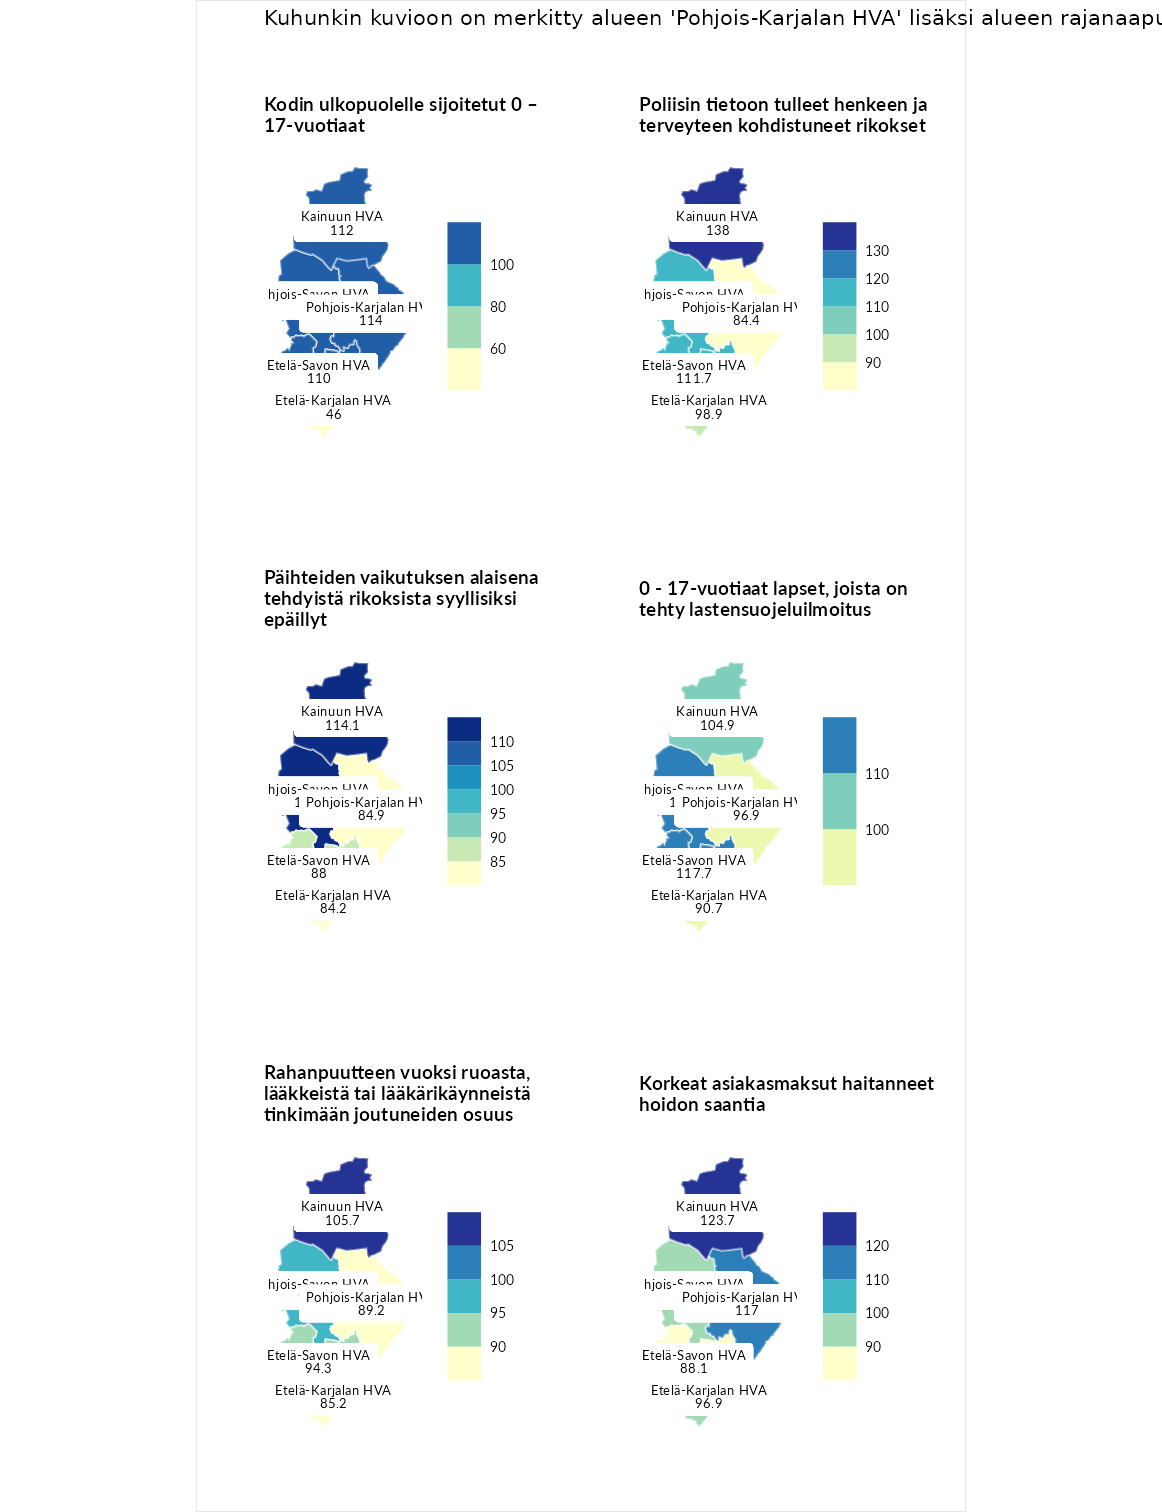 Kuhunkin kuvioon on merkitty alueen 'Pohjois-Karjalan HVA' lisäksi alueen
Kodin ulkopuolelle sijoitetut 0 –
17-vuotiaat
Kainuun HVA
112
Pohjois-Karjalan
114
Etelä-Savon HVA
110
Etelä-Karjalan HVA
46
100
80
60
Poliisin tietoon tulleet henkeen ja
terveyteen kohdistuneet rikokset
Kainuun HVA
138
Pohjois-Karjalan
84.4
Etelä-Savon HVA
111.7
Etelä-Karjalan HVA
98.9
130
120
110
100
90
Päihteiden vaikutuksen alaisena
tehdyistä rikoksista syyllisiksi
epäillyt
Kainuun HVA
114.1
Pohjois-Karjalan
84.9
Etelä-Savon HVA
88
Etelä-Karjalan HVA
84.2
110
105
100
95
90
85
0 - 17-vuotiaat lapset, joista on
tehty lastensuojeluilmoitus
Kainuun HVA
104.9
Pohjois-Karjalan
96.9
Etelä-Savon HVA
117.7
Etelä-Karjalan HVA
90.7
110
100
Rahanpuutteen vuoksi ruoasta,
lääkkeistä tai lääkärikäynneistä
tinkimään joutuneiden osuus
Kainuun HVA
105.7
Pohjois-Karjalan
89.2
Etelä-Savon HVA
94.3
Etelä-Karjalan HVA
85.2
105
100
95
90
Korkeat asiakasmaksut haitanneet
hoidon saantia
Kainuun HVA
123.7
Pohjois-Karjalan
117
Etelä-Savon HVA
88.1
Etelä-Karjalan HVA
96.9
120
110
100
90